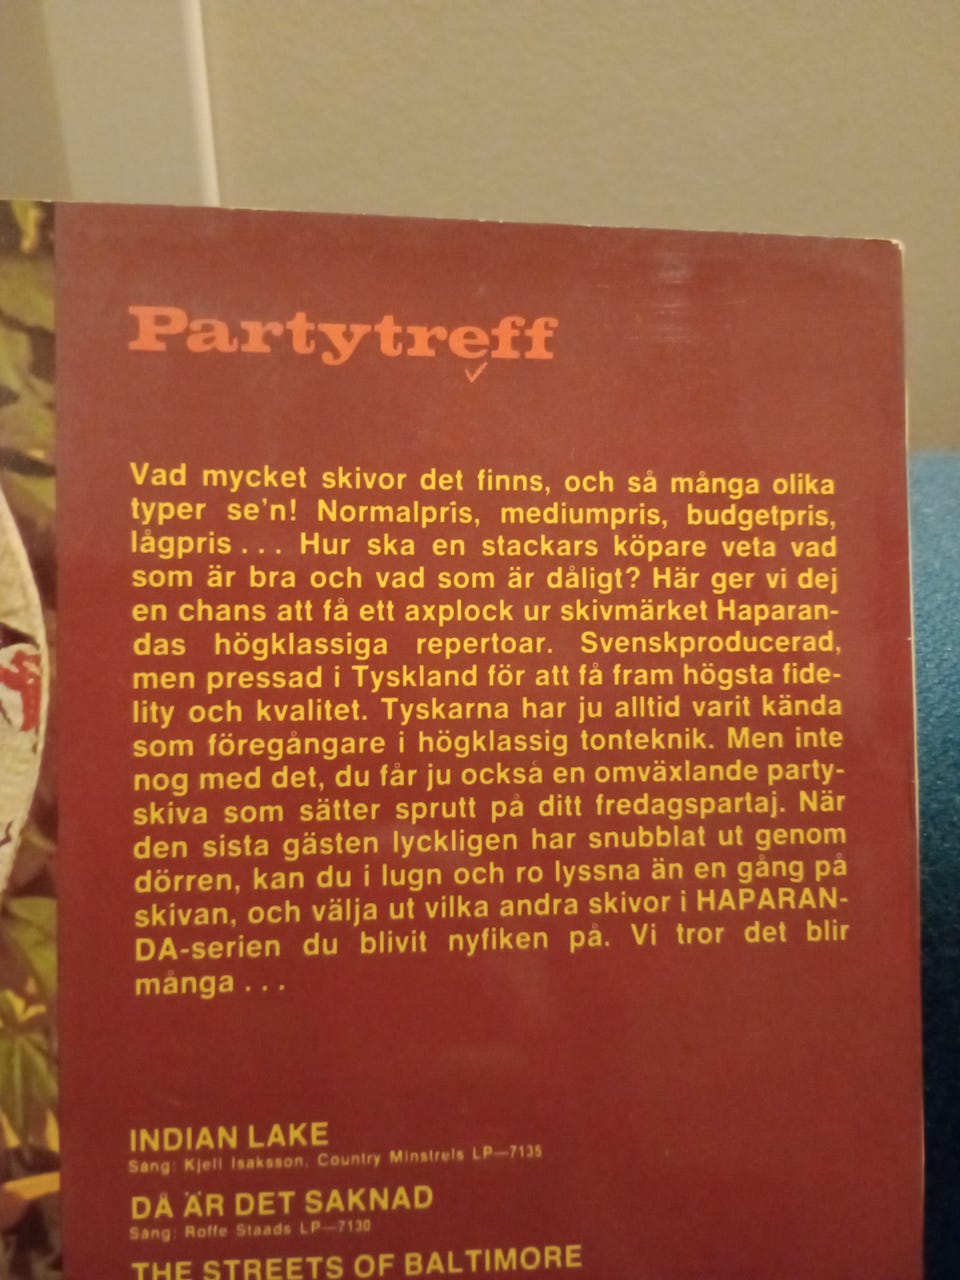 Partytreff
Vad mycket skivor det finns, och så många olika
typer se'n! Normalpris, mediumpris, budgetpris,
lågpris... Hur ska en stackars köpare veta vad
som är bra och vad som är dåligt? Här ger vi dej
en chans att få ett axplock ur skivmärket Haparan-
das högklassiga repertoar. Svenskproducerad,
men pressad i Tyskland för att få fram högsta fide-
lity och kvalitet. Tyskarna har ju alltid varit kända
som föregångare i högklassig tonteknik. Men inte
nog med det, du får ju också en omväxlande party-
skiva som sätter sprutt på ditt fredagspartaj. När
den sista gästen lyckligen har snubblat ut genom
dörren, kan du i lugn och ro lyssna än en gång på
skivan, och välja ut vilka andra skivor i HAPARAN-
DA-serien du blivit nyfiken på. Vi tror det blir
många...
INDIAN LAKE
Sång: Kjell Isaksson, Country Minstrels LP—7135
DÅ ÄR DET SAKNAD
Sång: Roffe Staads LP—7130
THE STREETS OF BALTIMORE